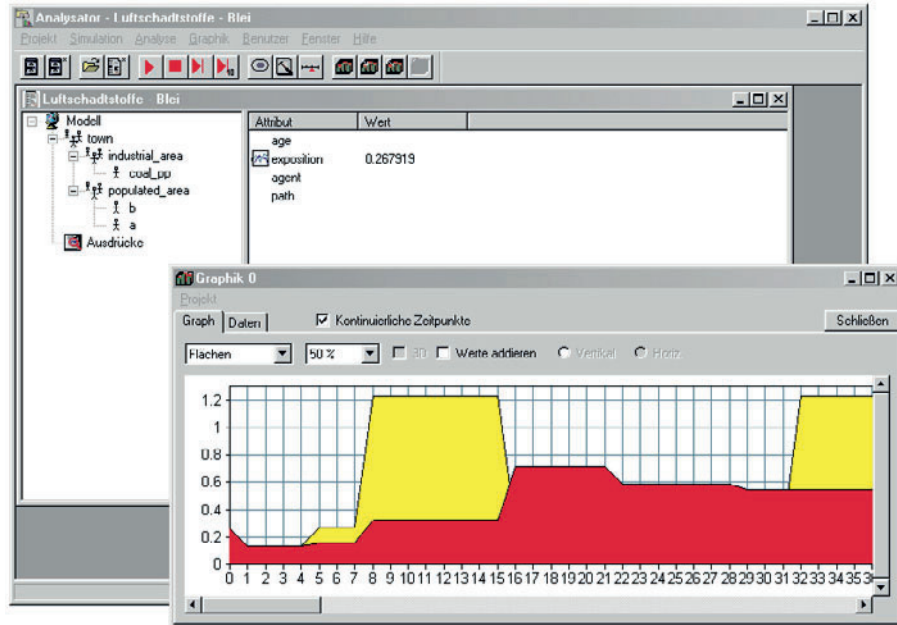 Analysator - Luftschadtstoffe - Blei
Projekt Simulation Analyse Graphik Benutzer Fenster Hilfe
10
Luftschadtstoffe Blei
Modell
town
industrial_area
coal_pp
populated_area
b
a
Ausdrücke
Attribut Wert
age
exposition 0.267919
agent
path
Graphik 0
Projekt
Graph Daten Kontinuierliche Zeitpunkte Schließen
Flächen 50 % 3D Werte addieren Vertikal Horiz.
1.2
1
0.8
0.6
0.4
0.2
0
0 1 2 3 4 5 6 7 8 9 10 11 12 13 14 15 16 17 18 19 20 21 22 23 24 25 26 27 28 29 30 31 32 33 34 35